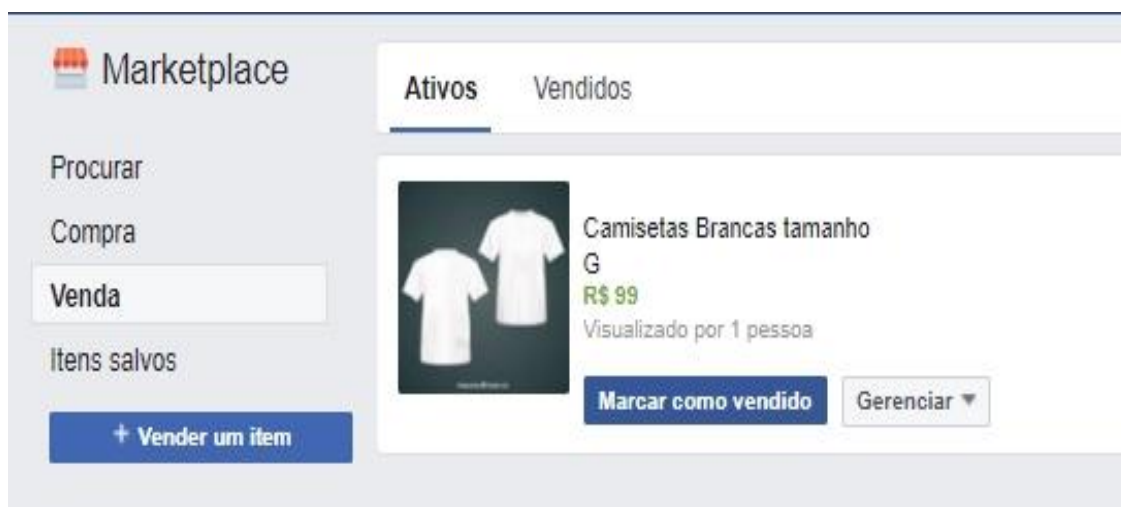 Marketplace
Ativos Vendidos
Procurar
Compra
Venda
Itens salvos
+ Vender um item
Camisetas Brancas tamanho
G
R$ 99
Visualizado por 1 pessoa
Marcar como vendido Gerenciar